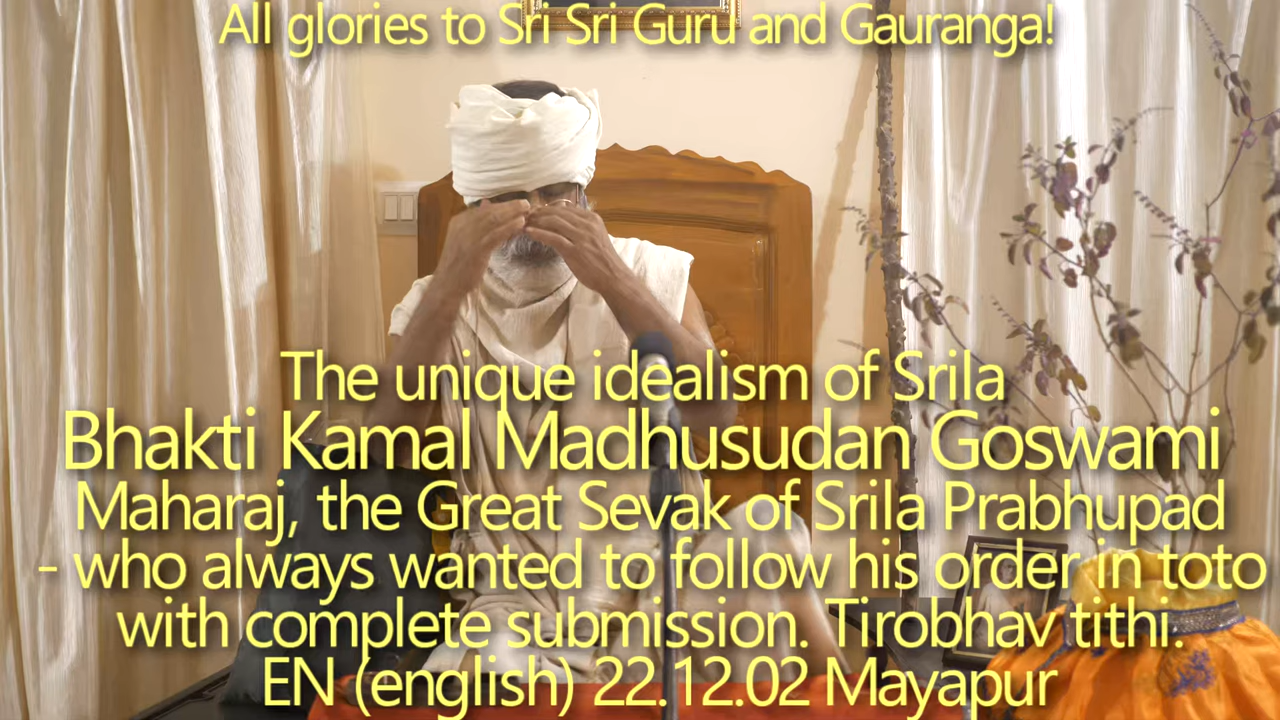 All glories to Sri Sri Guru and Gauranga!
The unique idealism of Srila
Bhakti Kamal Madhusudan Goswami
Maharaj, the Great Sevak of Srila Prabhupad
- who always wanted to follow his order in toto
with complete submission. Tirobhav tithi.
EN (english) 22.12.02 Mayapur